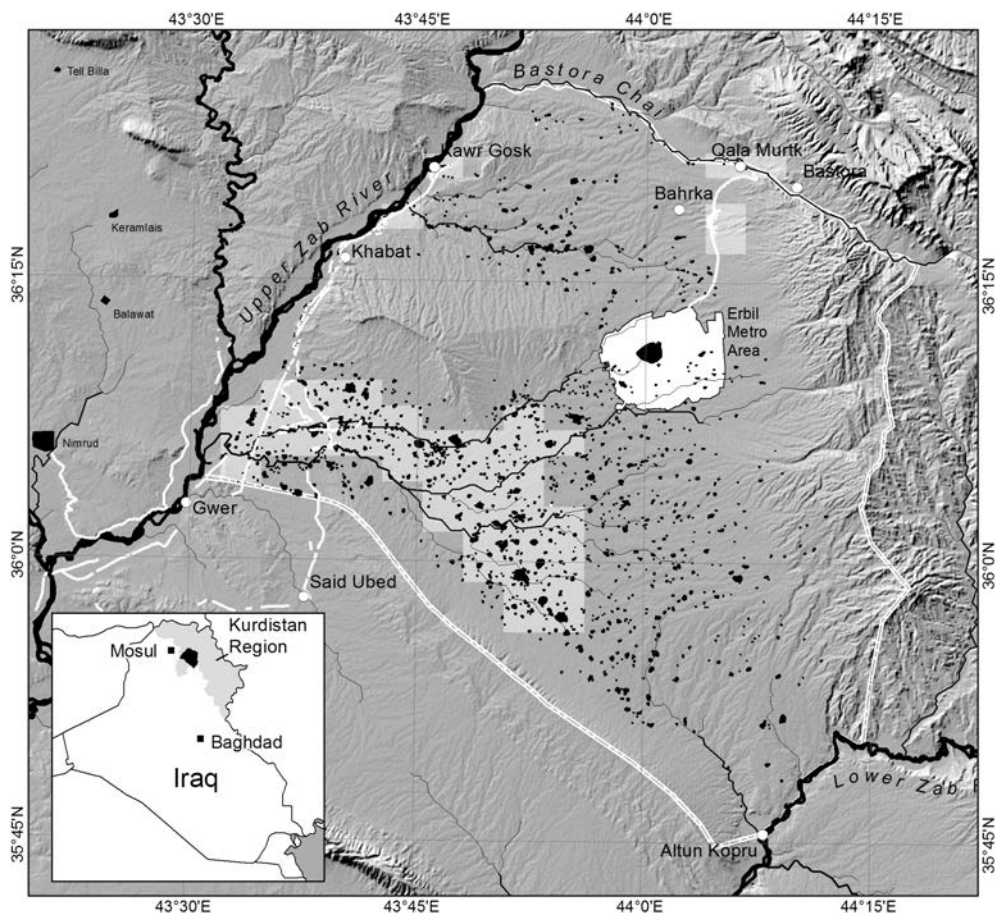 43°30'E
43°45'E
44°0'E
44°15'E
Tell Billa
Bastora Cha
Kawr Gosk
Qala Murtk
Bastora
Bahrka
Keramlais
Upper Zab River
Khabat
36°15'N
36°15'N
Balawat
Erbil
Metro
Area
Nimrud
Gwer
36°0'N
36°0'N
Said Ubed
Kurdistan
Region
Mosul
Baghdad
Iraq
Lower Zab
35°45'N
35°45'N
Altun Kopru
43°30'E
43°45'E
44°0'E
44°15'E